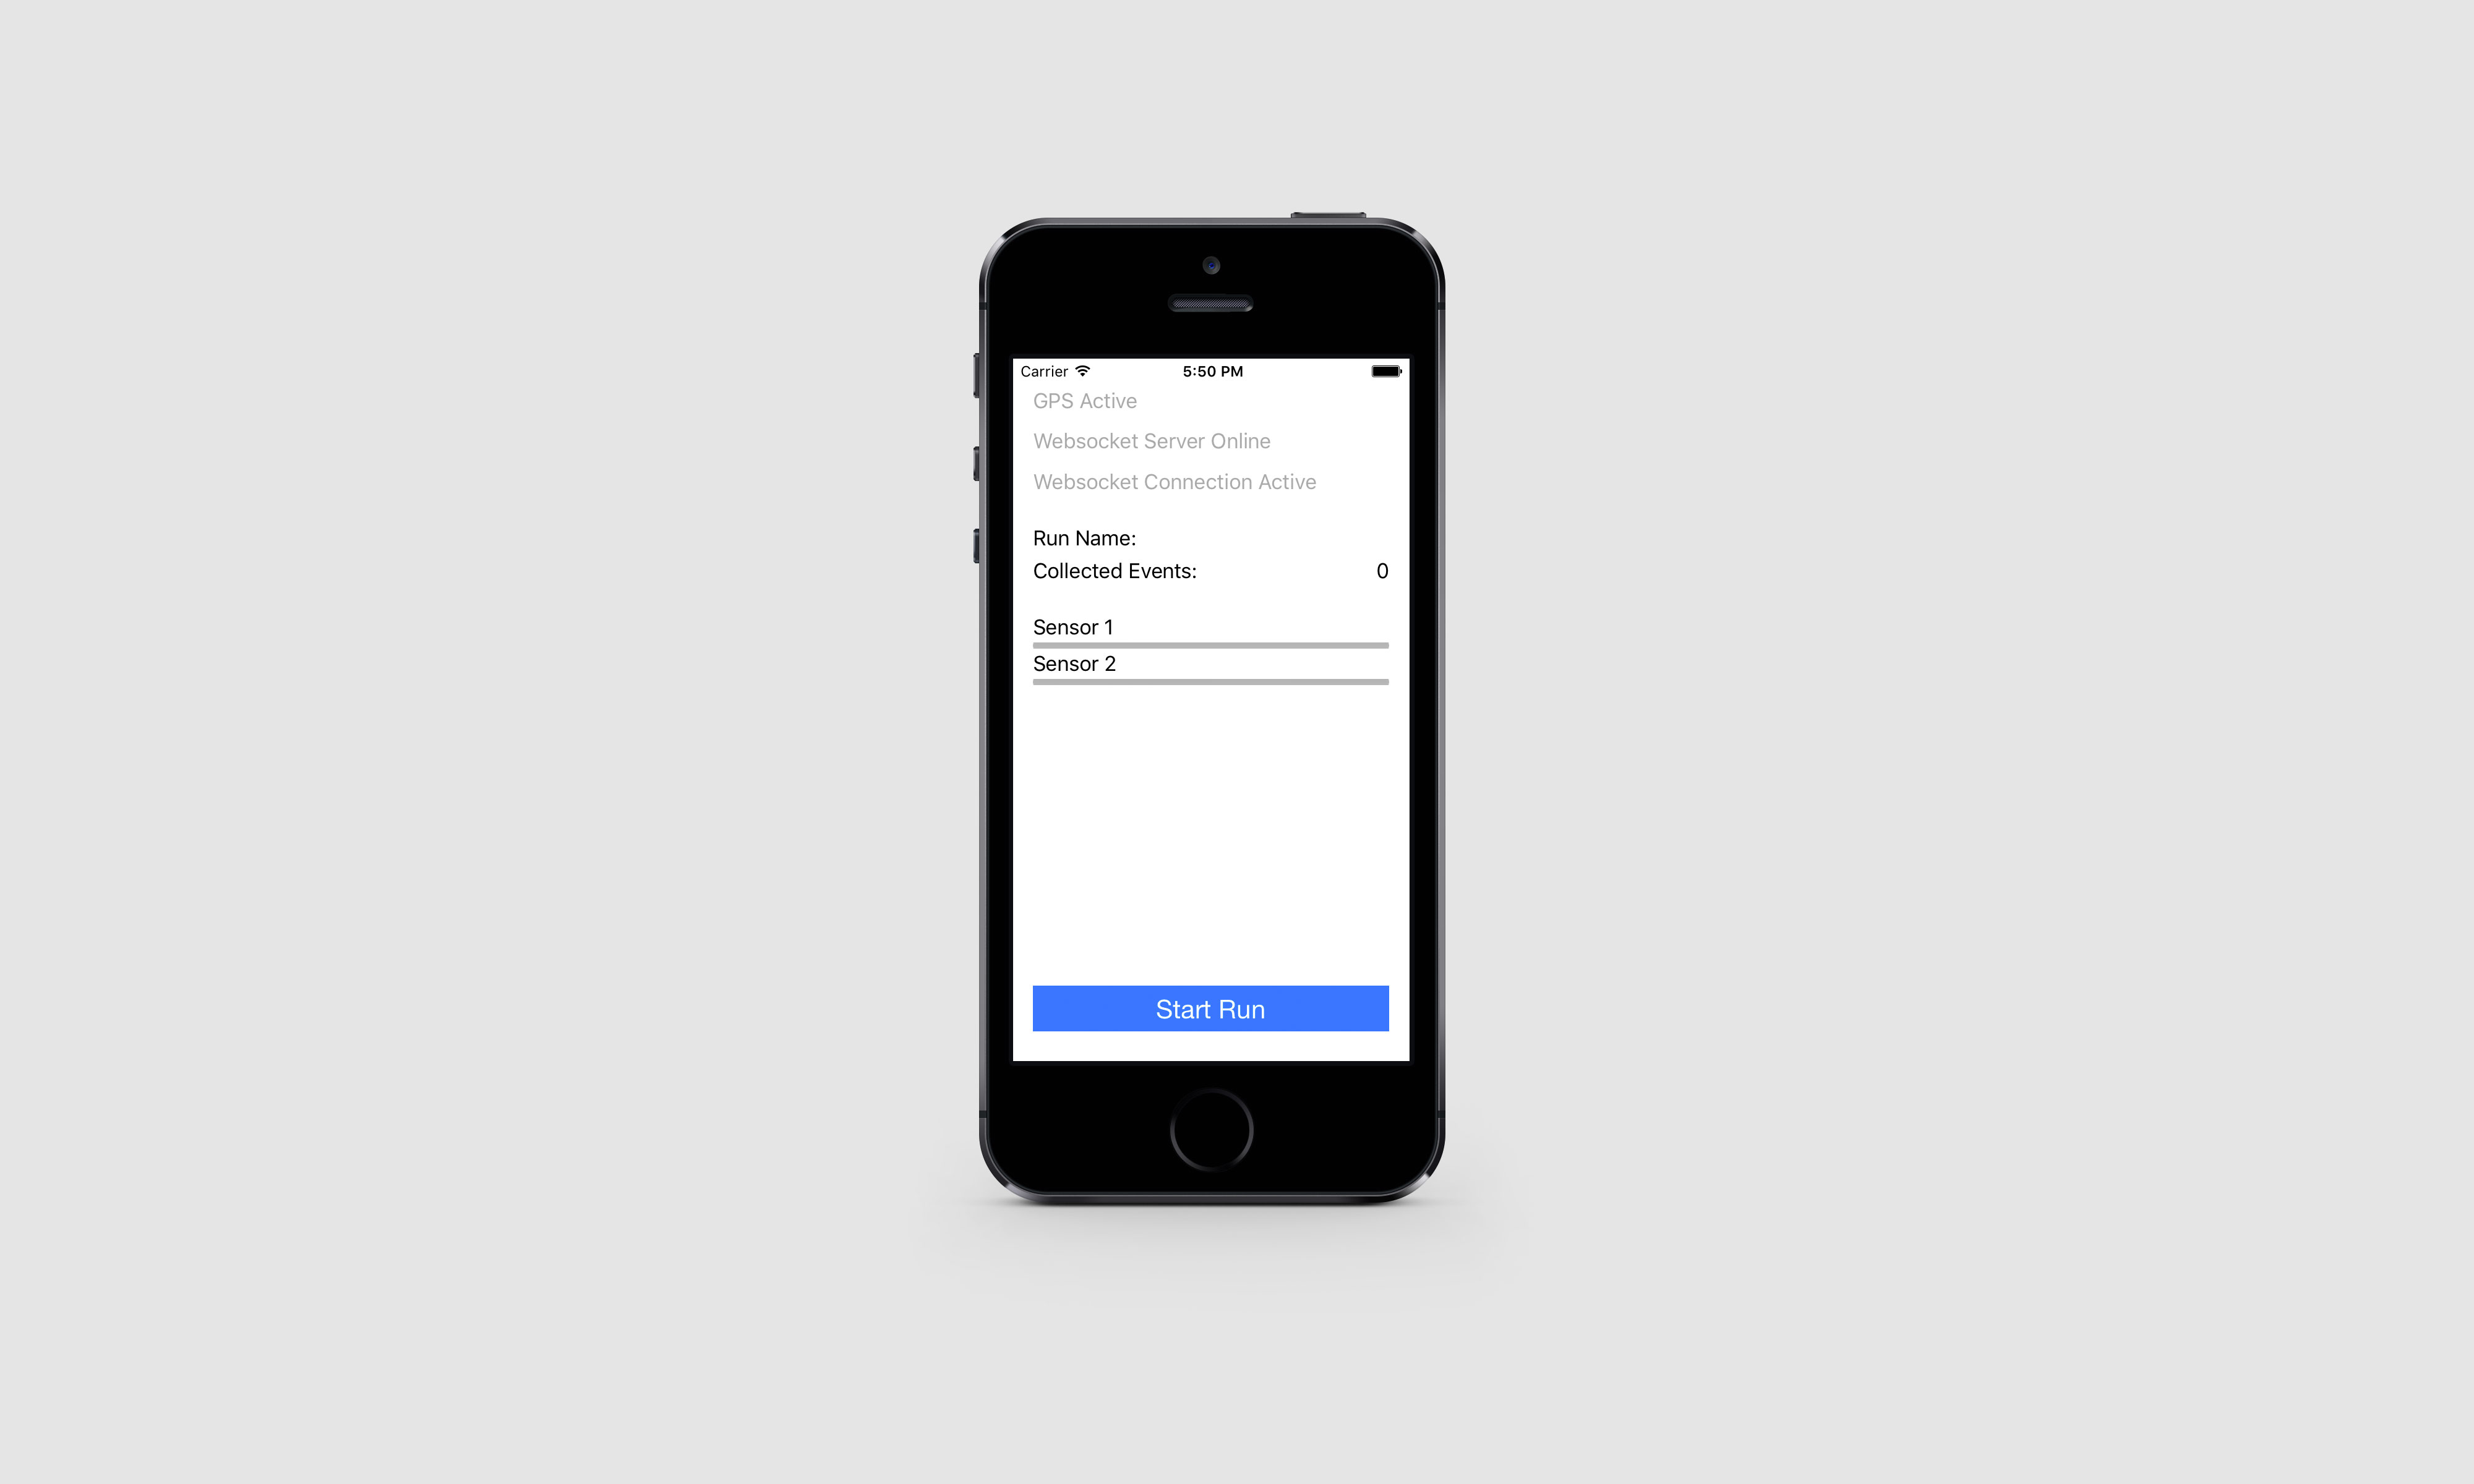 Carrier 5:50 PM
GPS Active
Websocket Server Online
Websocket Connection Active
Run Name:
Collected Events: 0
Sensor 1
Sensor 2
Start Run